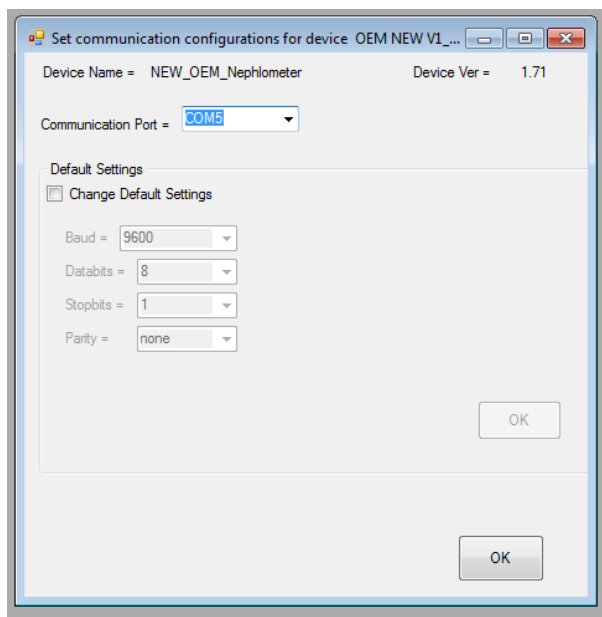 Set communication configurations for device OEM NEW V1_...
Device Name = NEW_OEM_Nephlometer Device Ver = 1.71
Communication Port = COM5
Default Settings
Change Default Settings
Baud = 9600
Databits = 8
Stopbits = 1
Parity = none
OK
OK